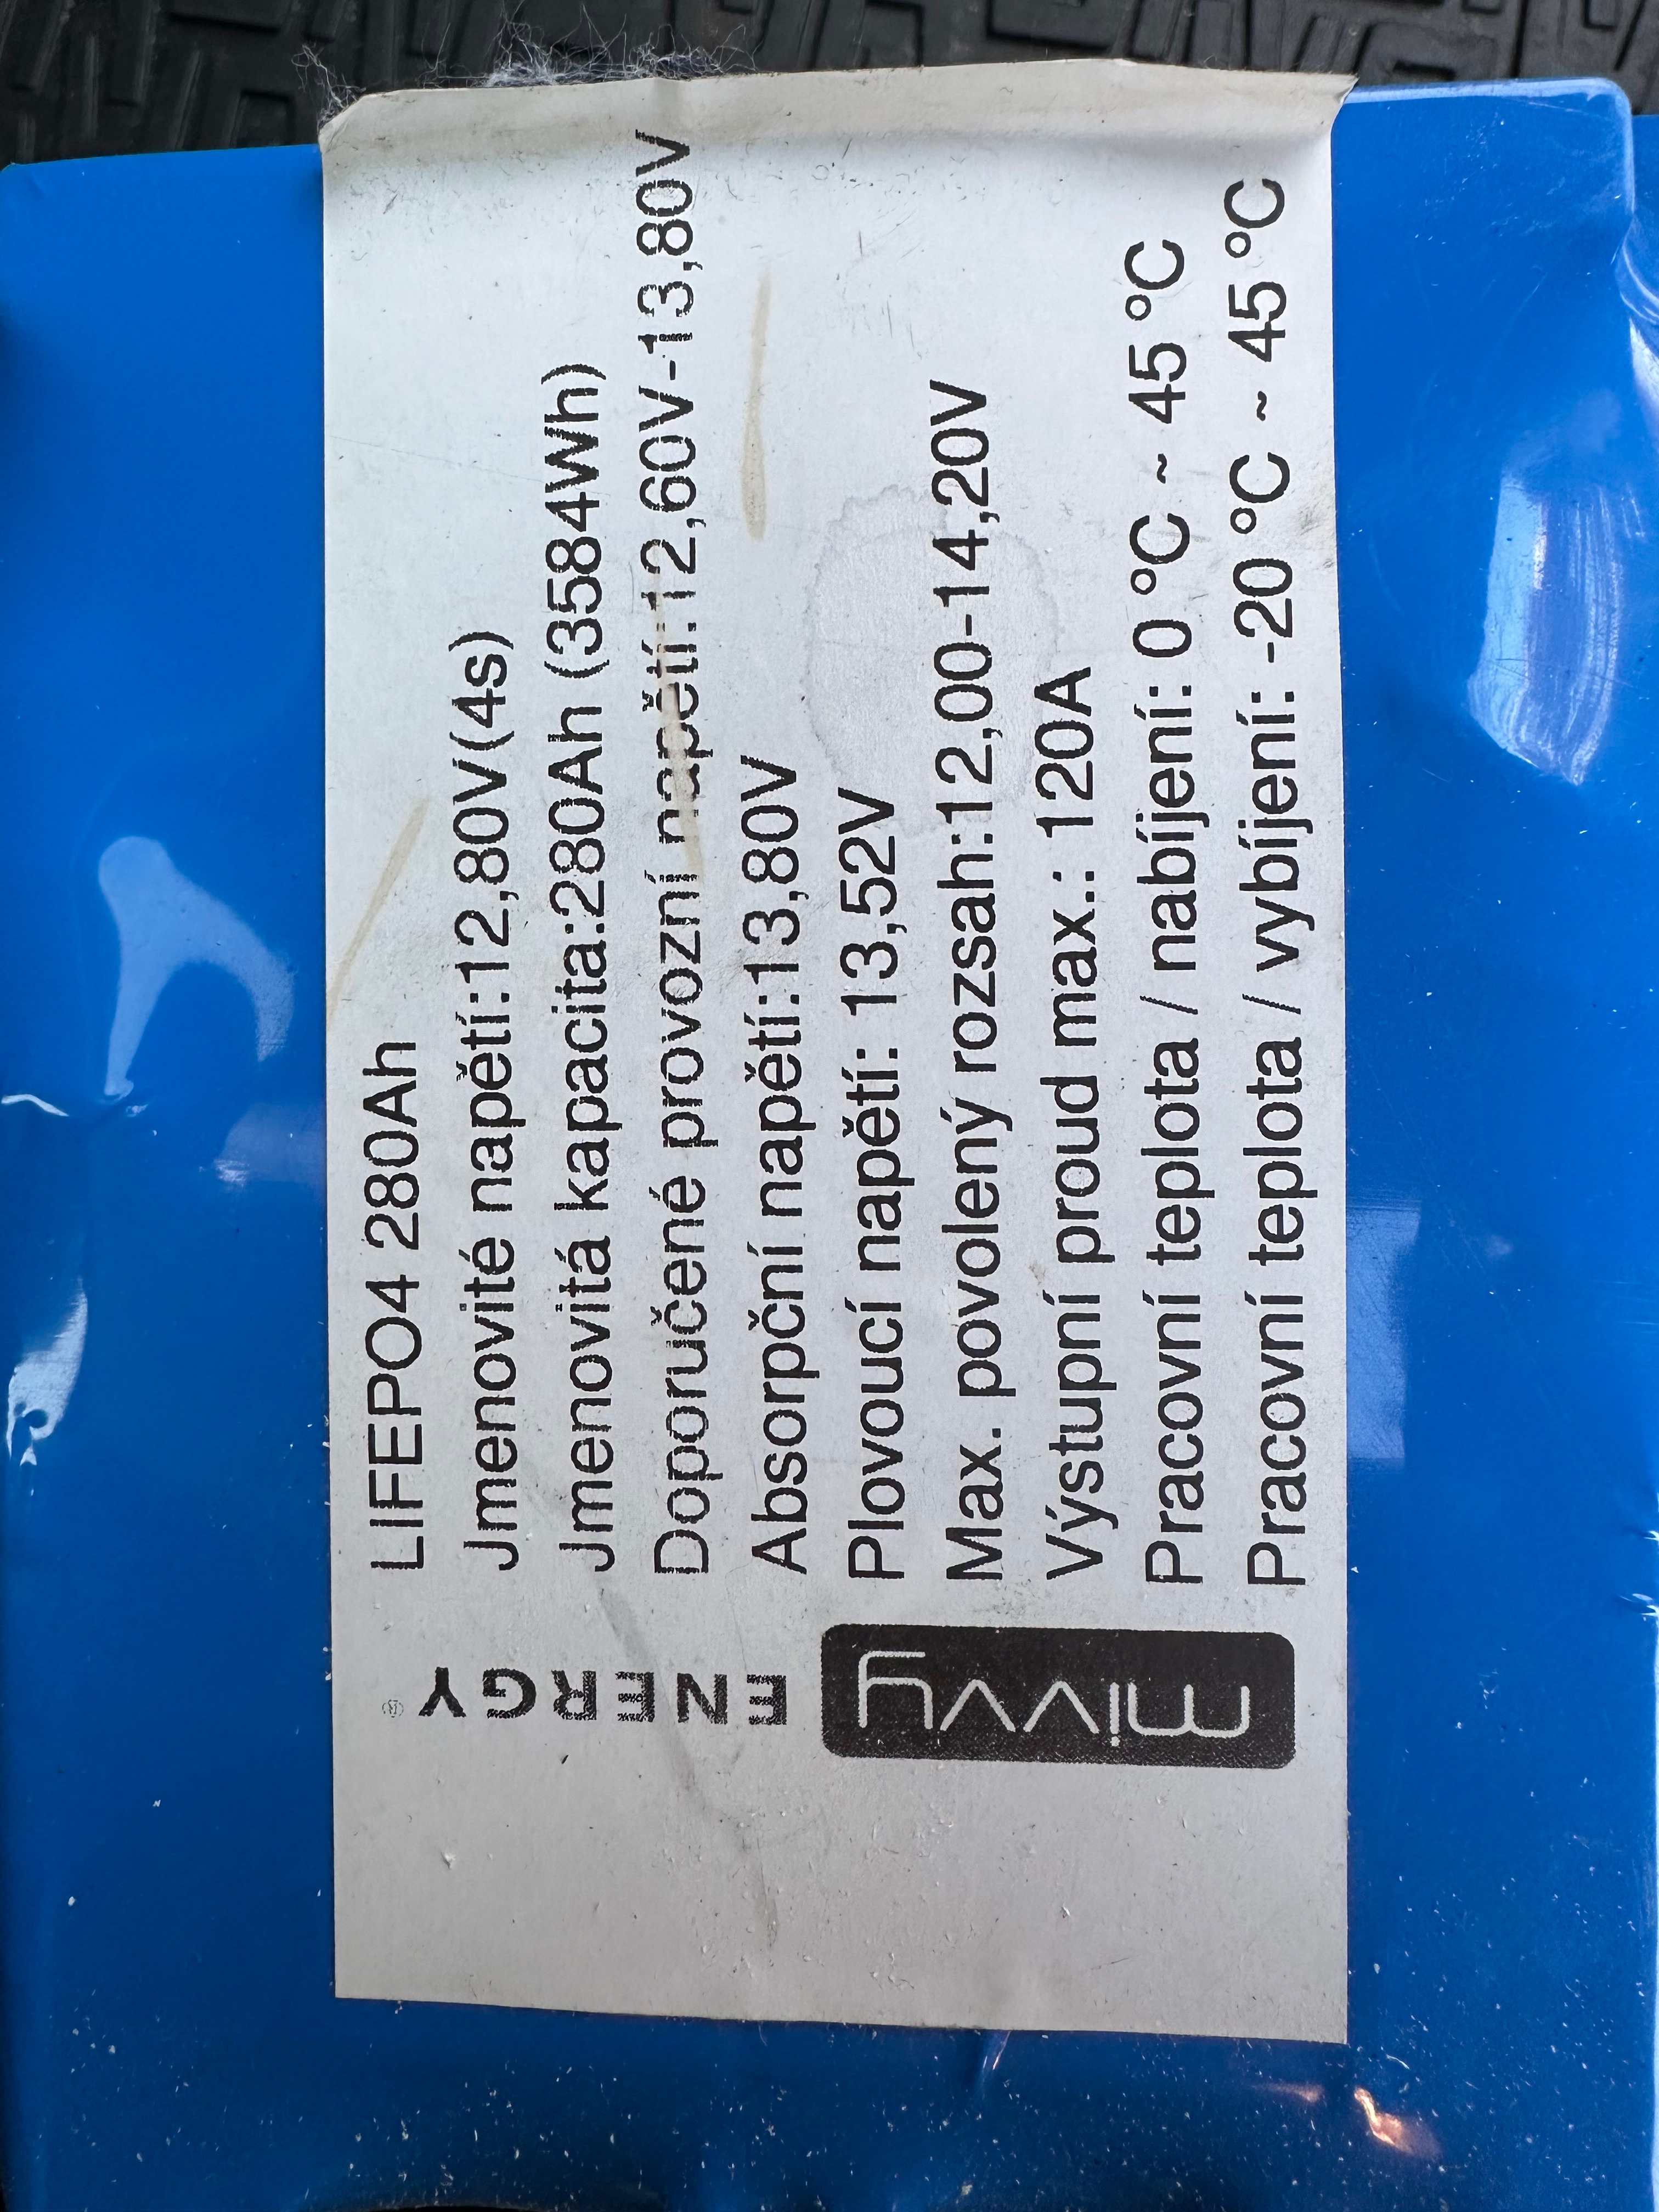 LIFEPO4 280Ah
Jmenovité napětí:12,80V(4s)
Jmenovitá kapacita:280Ah (3584Wh)
Doporučené provozní napětí:12,60V-13,80V
Absorpční napětí:13,80V
Plovoucí napětí: 13,52V
Max. povolený rozsah:12,00-14,20V
Výstupní proud max.: 120A
Pracovní teplota / nabíjení: 0 °C ~ 45 °C
Pracovní teplota / vybíjení: -20 °C ~ 45 °C
mivvy ENERGY ®